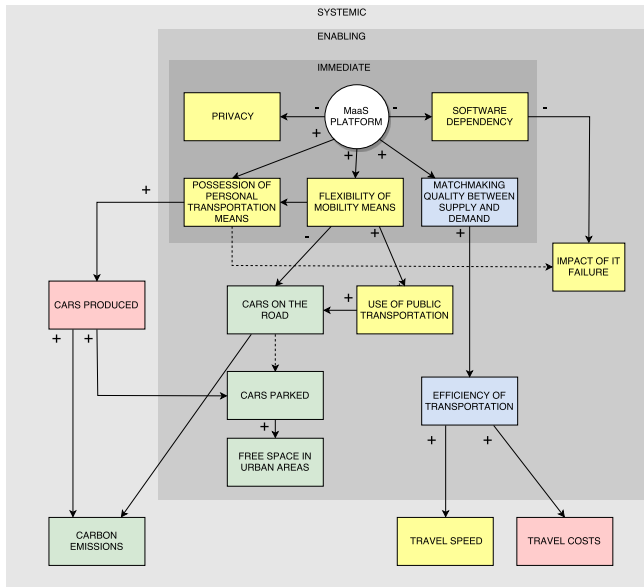 SYSTEMIC
ENABLING
IMMEDIATE
PRIVACY
-
MaaS
PLATFORM
-
SOFTWARE
DEPENDENCY
-
+
+
+
+
POSSESSION OF
PERSONAL
TRANSPORTATION
MEANS
FLEXIBILITY OF
MOBILITY MEANS
MATCHMAKING
QUALITY BETWEEN
SUPPLY AND
DEMAND
-
+
+
IMPACT OF IT
FAILURE
CARS PRODUCED
CARS ON THE
ROAD
+
USE OF PUBLIC
TRANSPORTATION
+
+
CARS PARKED
EFFICIENCY OF
TRANSPORTATION
+
+
+
FREE SPACE IN
URBAN AREAS
CARBON
EMISSIONS
TRAVEL SPEED
TRAVEL COSTS